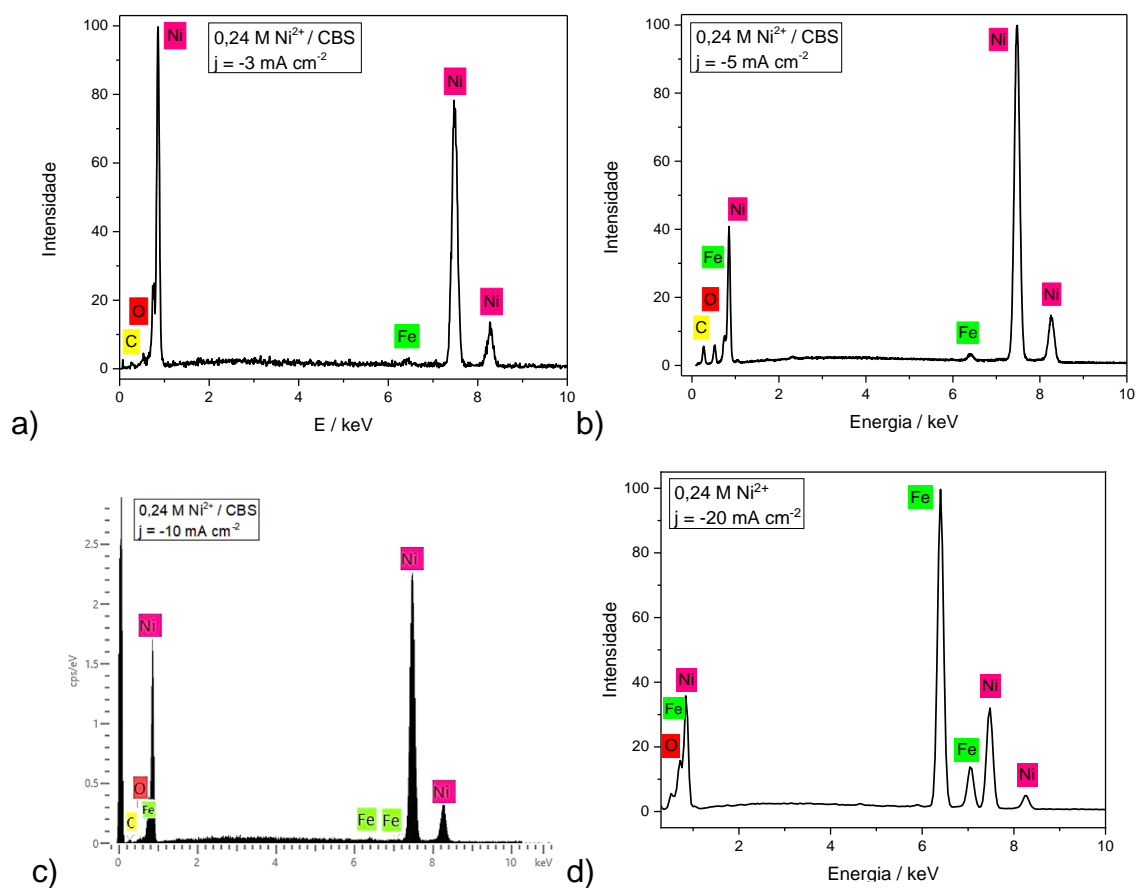 0,24 M Ni²⁺ / CBS
j = -3 mA cm⁻²
Intensidade
100
80
60
40
20
0
Ni
Ni
Ni
Fe
O
C
0
2
4
6
8
10
E / keV
a)
0,24 M Ni²⁺ / CBS
j = -5 mA cm⁻²
Intensidade
100
80
60
40
20
0
Ni
Ni
Fe
O
C
Fe
Ni
0
2
4
6
8
10
Energia / keV
b)
0,24 M Ni²⁺ / CBS
j = -10 mA cm⁻²
cps/eV
2.5
2
1.5
1
0.5
0
Ni
Ni
O
Fe
C
Fe
Fe
Ni
0
2
4
6
8
10
keV
c)
0,24 M Ni²⁺
j = -20 mA cm⁻²
Intensidade
100
80
60
40
20
0
Fe
Ni
Fe
O
Fe
Ni
Ni
2
4
6
8
10
Energia / keV
d)